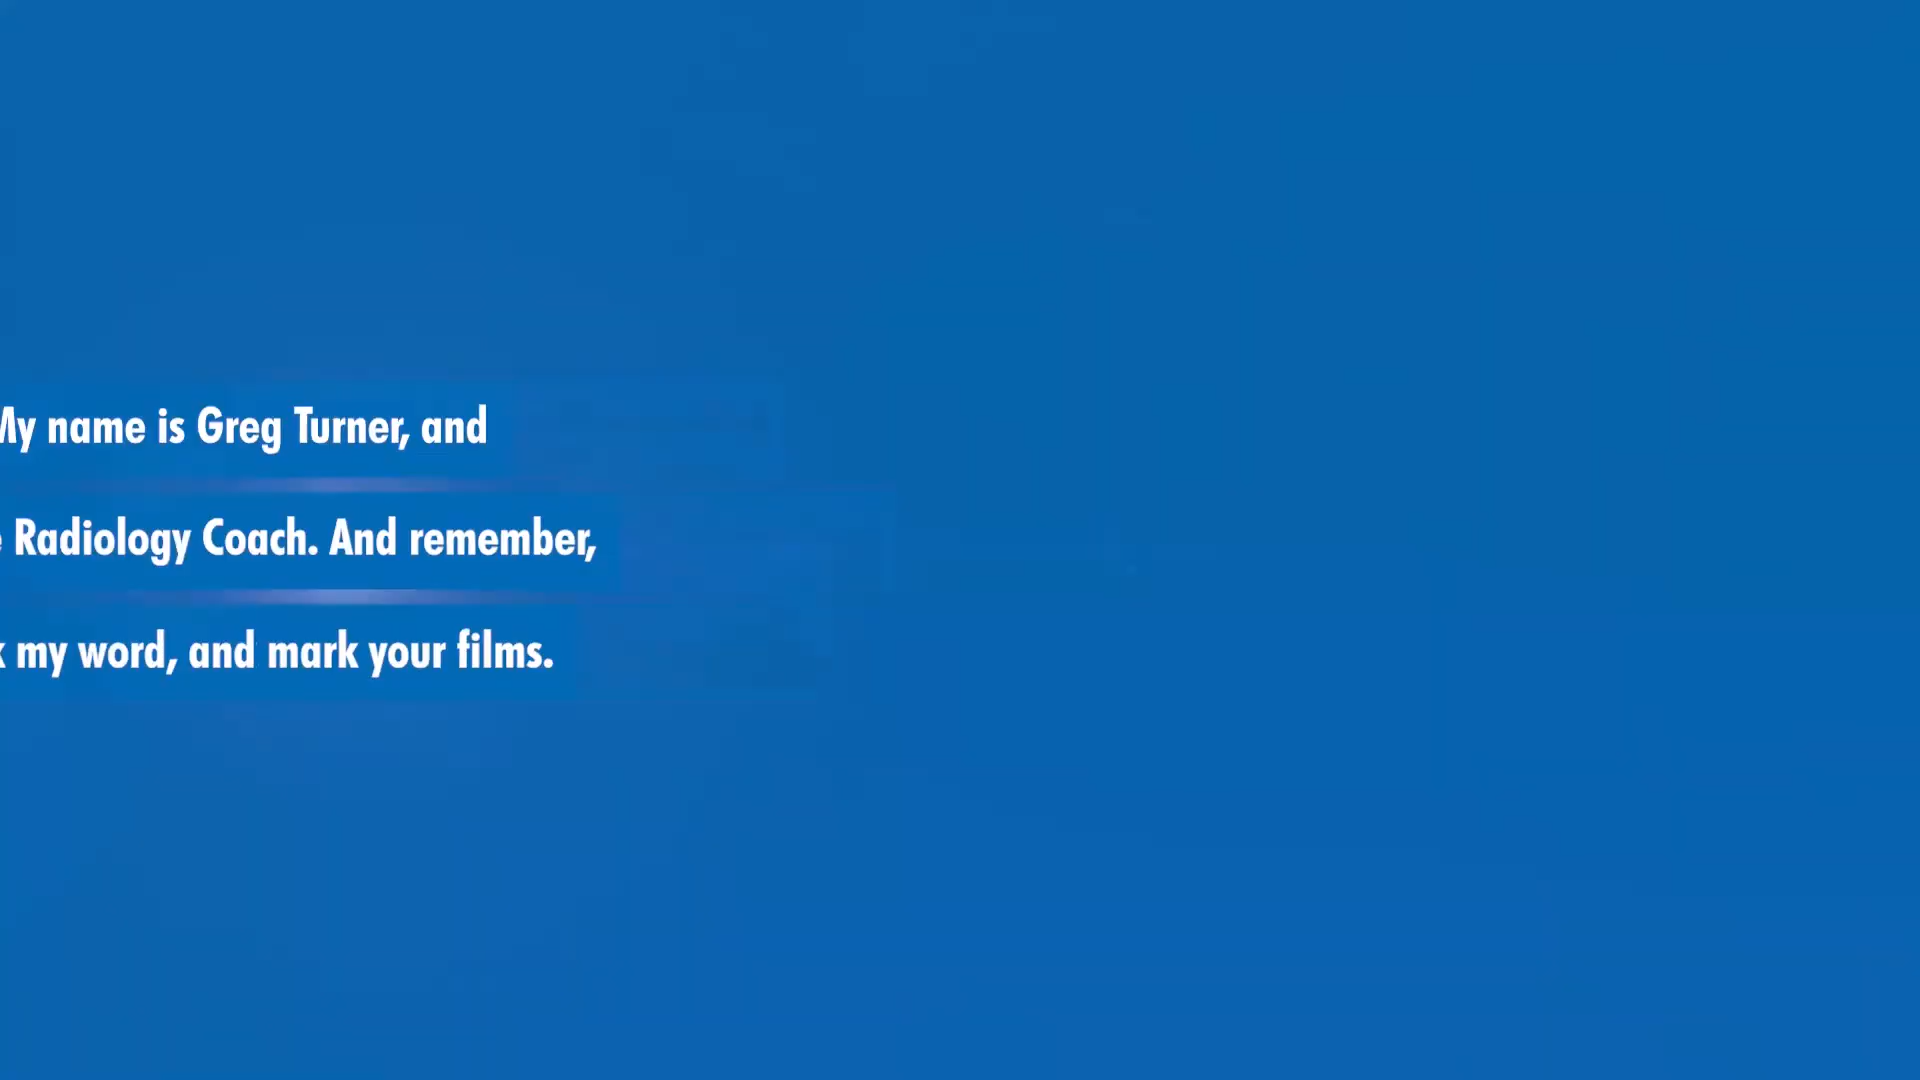 My name is Greg Turner, and
Radiology Coach. And remember,
my word, and mark your films.